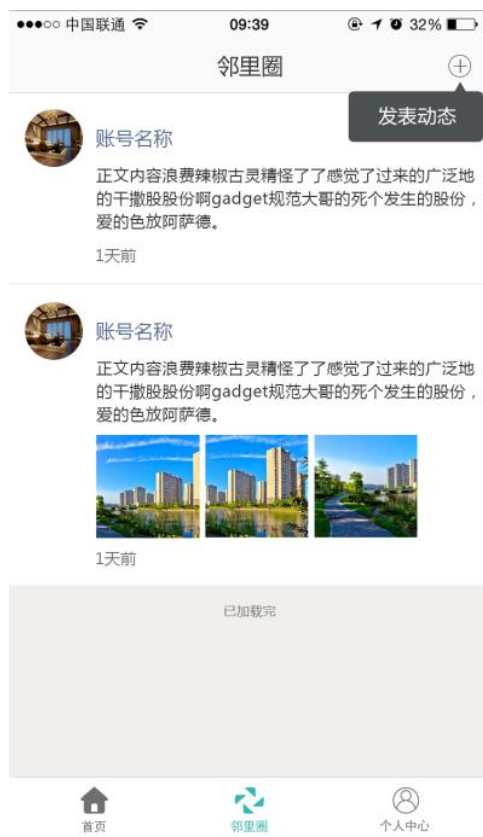 中国联通 09:39 32%
邻里圈
发表动态
账号名称
正文内容浪费辣椒古灵精怪了了感觉了过来的广泛地
的干撒股股份啊gadget规范大哥的死个发生的股份，
爱的色放阿萨德。
1天前
账号名称
正文内容浪费辣椒古灵精怪了了感觉了过来的广泛地
的干撒股股份啊gadget规范大哥的死个发生的股份，
爱的色放阿萨德。
1天前
已加载完
首页 邻里圈 个人中心